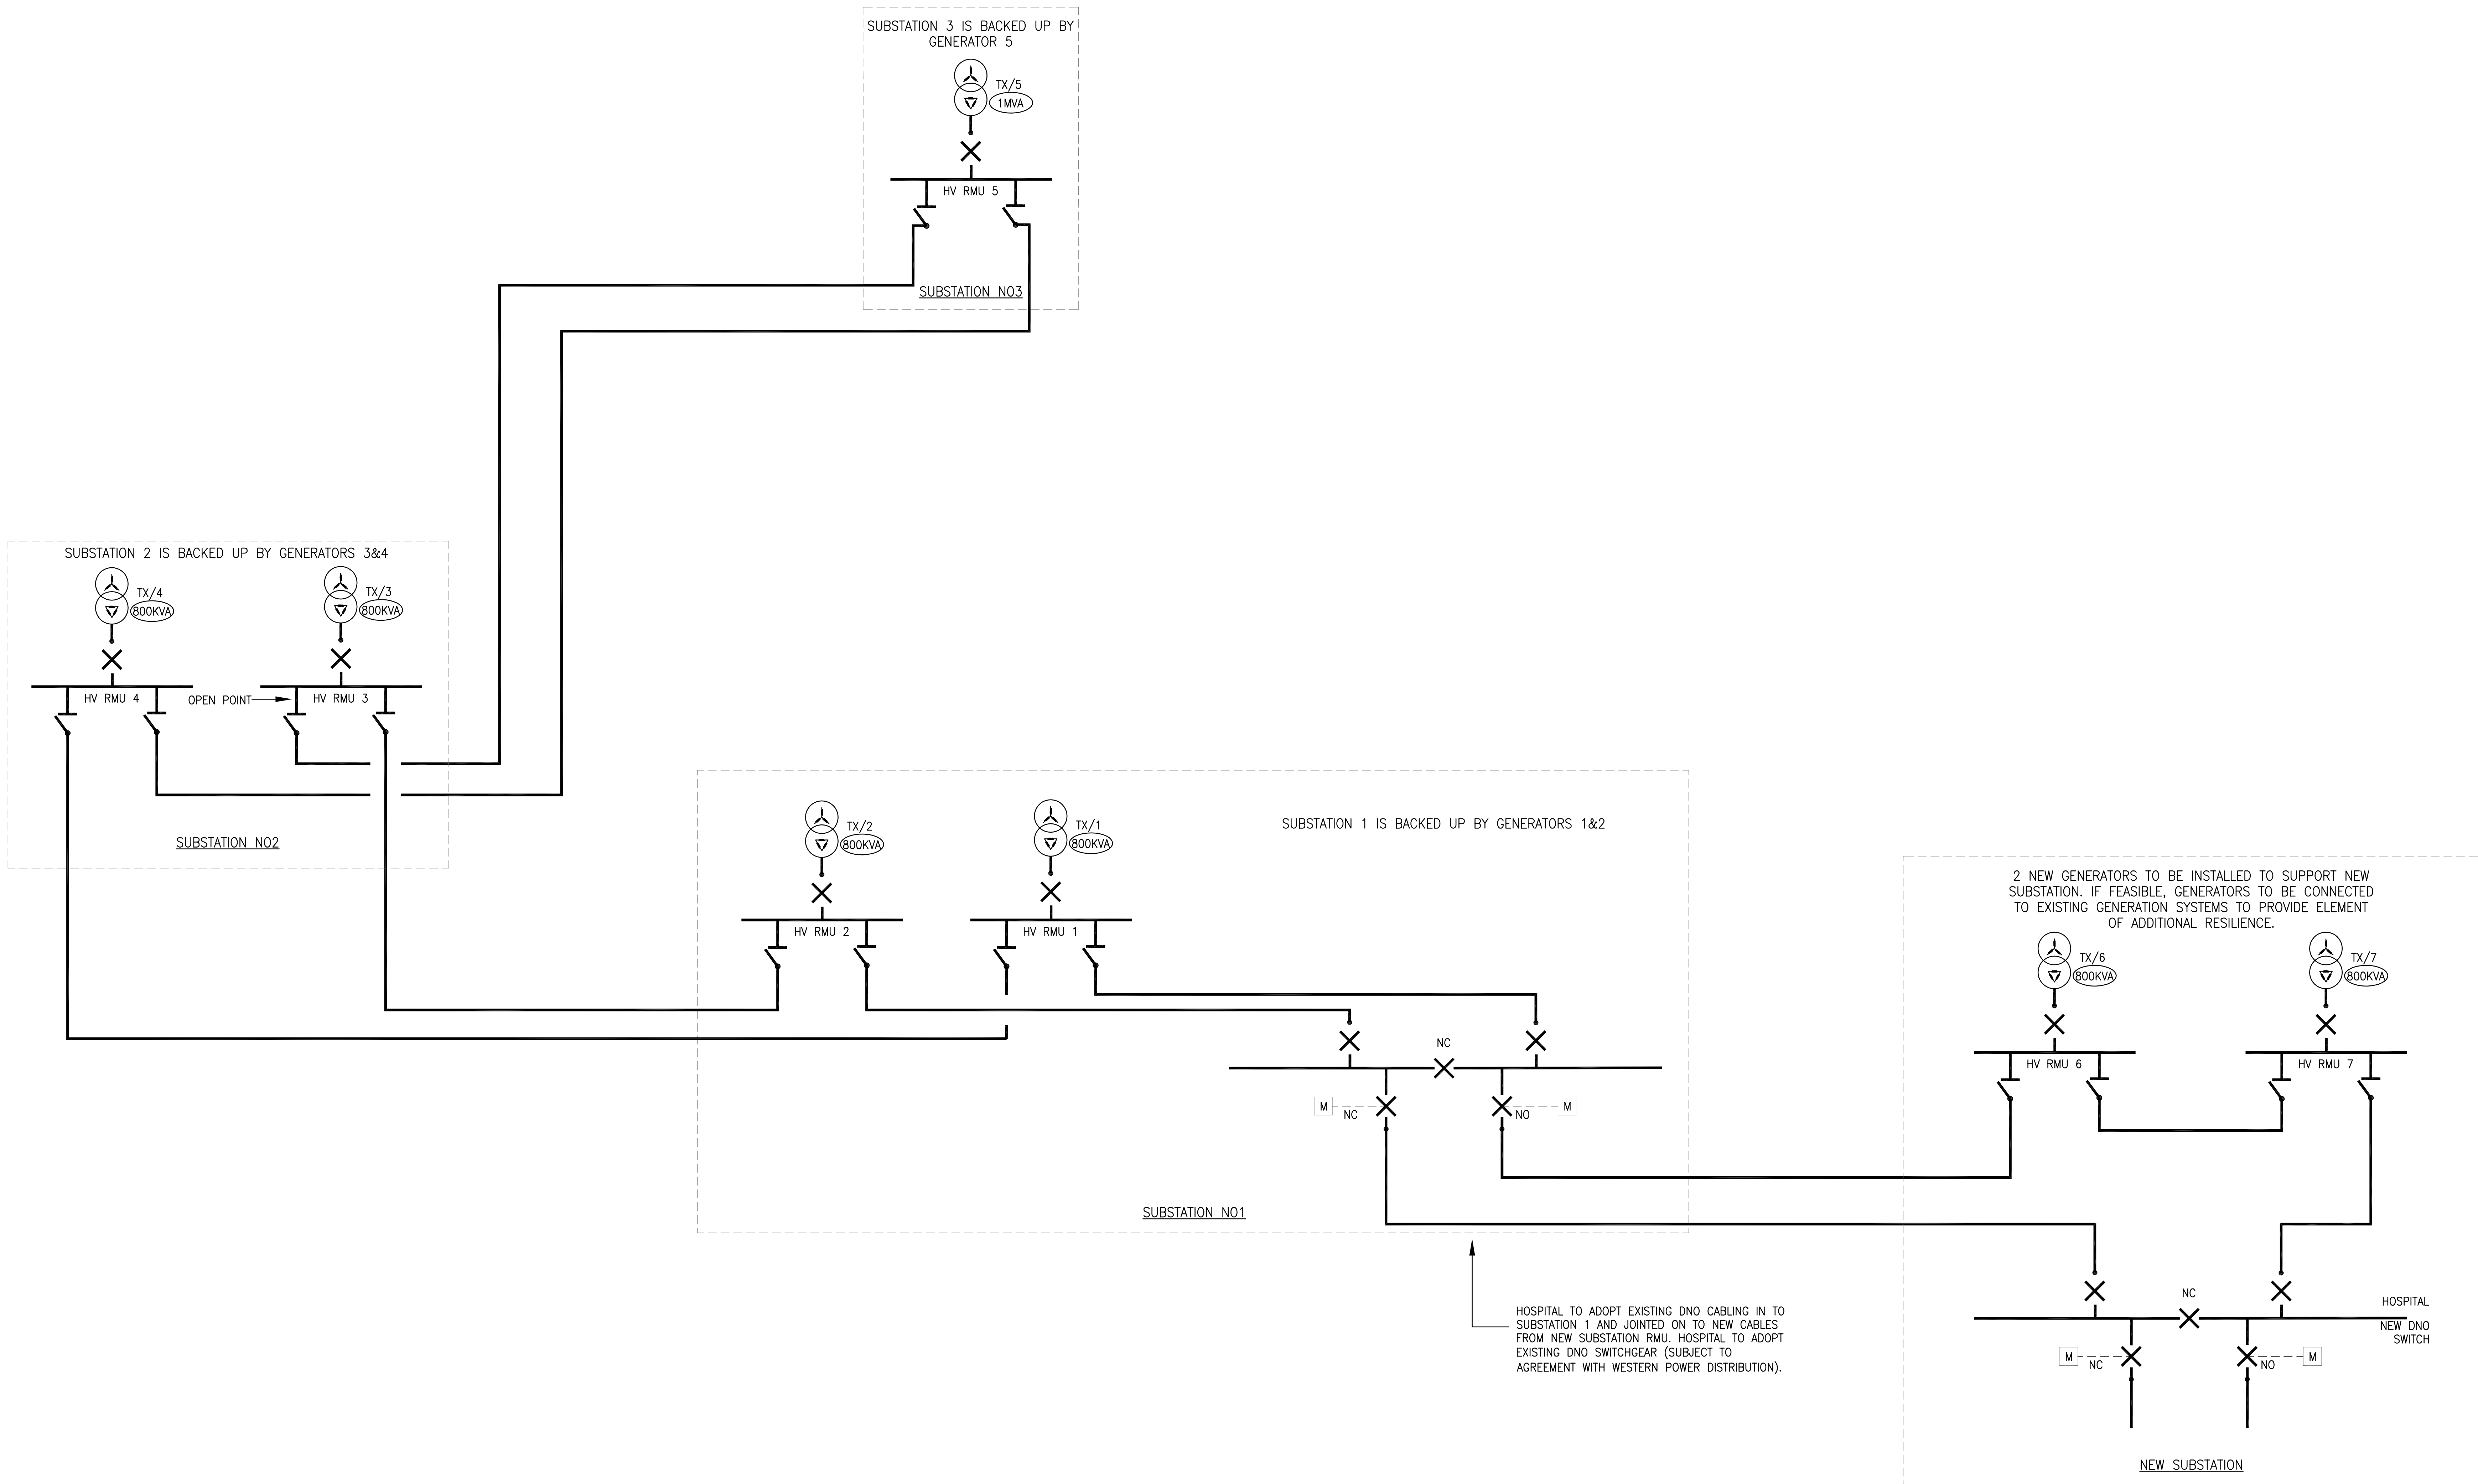 SUBSTATION 3 IS BACKED UP BY
GENERATOR 5
TX/5
1MVA
HV RMU 5
SUBSTATION NO3
SUBSTATION 2 IS BACKED UP BY GENERATORS 3&4
TX/4
800KVA
TX/3
800KVA
HV RMU 4
OPEN POINT
HV RMU 3
SUBSTATION NO2
TX/2
800KVA
TX/1
800KVA
SUBSTATION 1 IS BACKED UP BY GENERATORS 1&2
HV RMU 2
HV RMU 1
NC
M
NC
NO
M
SUBSTATION NO1
HOSPITAL TO ADOPT EXISTING DNO CABLING IN TO
SUBSTATION 1 AND JOINTED ON TO NEW CABLES
FROM NEW SUBSTATION RMU. HOSPITAL TO ADOPT
EXISTING DNO SWITCHGEAR (SUBJECT TO
AGREEMENT WITH WESTERN POWER DISTRIBUTION).
2 NEW GENERATORS TO BE INSTALLED TO SUPPORT NEW
SUBSTATION. IF FEASIBLE, GENERATORS TO BE CONNECTED
TO EXISTING GENERATION SYSTEMS TO PROVIDE ELEMENT
OF ADDITIONAL RESILIENCE.
TX/6
800KVA
TX/7
800KVA
HV RMU 6
HV RMU 7
NC
HOSPITAL
NEW DNO
SWITCH
M
NC
NO
M
NEW SUBSTATION